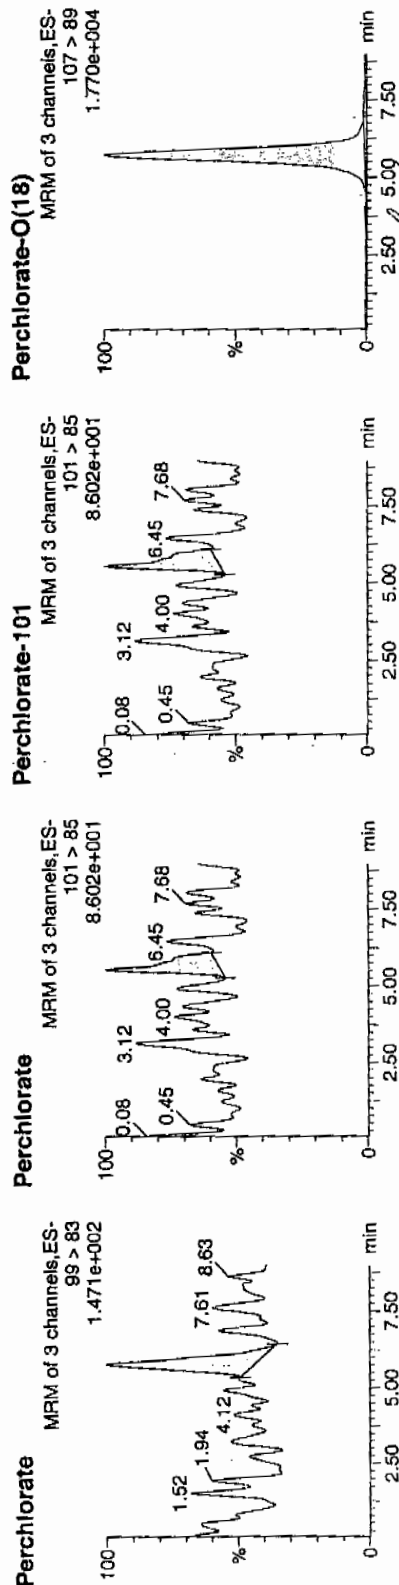 Perchlorate
MRM of 3 channels,ES-
99 > 83
1.471e+002
100
%
0
1.52
1.94
4.12
7.61
8.63
2.50
5.00
7.50
min
Perchlorate
MRM of 3 channels,ES-
101 > 85
8.602e+001
100
%
0
0.08
0.45
3.12
4.00
6.45
7.68
2.50
5.00
7.50
min
Perchlorate-101
MRM of 3 channels,ES-
101 > 85
8.602e+001
100
%
0
0.08
0.45
3.12
4.00
6.45
7.68
2.50
5.00
7.50
min
Perchlorate-O(18)
MRM of 3 channels,ES-
107 > 89
1.770e+004
100
%
0
2.50
5.00
7.50
min